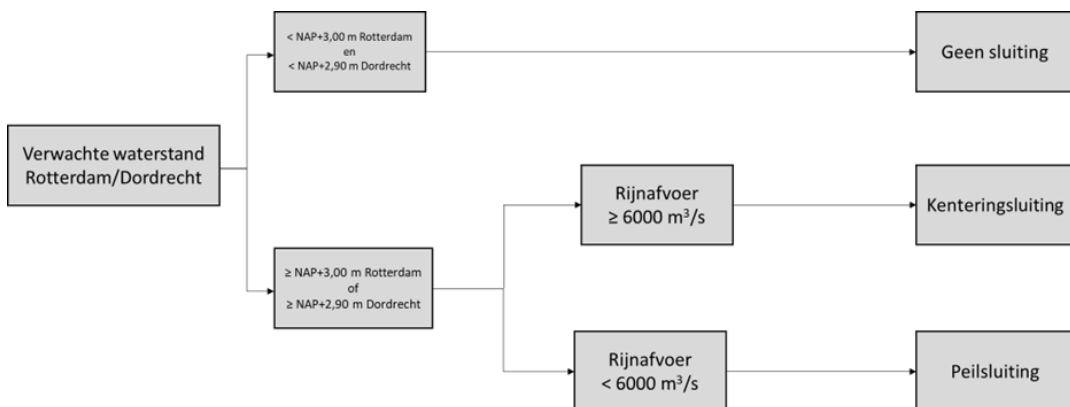 Verwachte waterstand
Rotterdam/Dordrecht
< NAP+3,00 m Rotterdam
en
< NAP+2,90 m Dordrecht
Geen sluiting
≥ NAP+3,00 m Rotterdam
of
≥ NAP+2,90 m Dordrecht
Rijnafvoer
≥ 6000 m³/s
Kenteringsluiting
Rijnafvoer
< 6000 m³/s
Peilsluiting